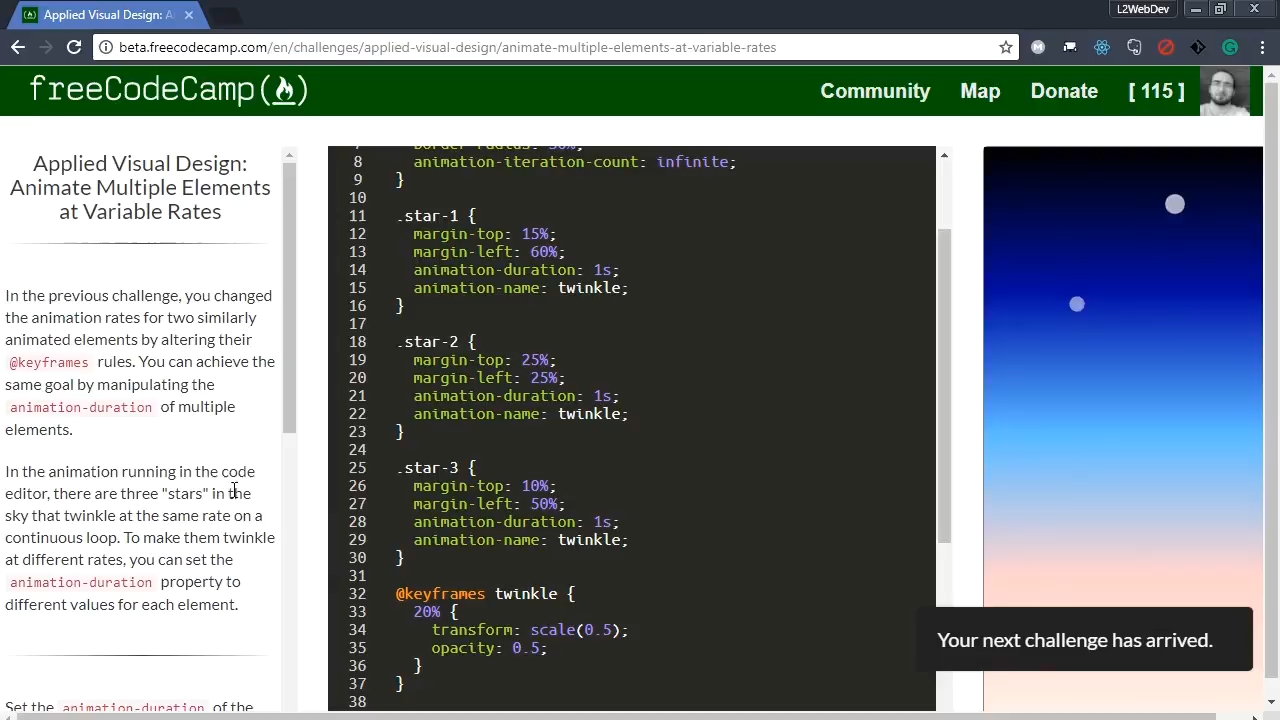 Applied Visual Design: A
L2WebDev
beta.freecodecamp.com/en/challenges/applied-visual-design/animate-multiple-elements-at-variable-rates
freeCodeCamp
Community
Map
Donate
[ 115 ]
Applied Visual Design:
Animate Multiple Elements
at Variable Rates
In the previous challenge, you changed
the animation rates for two similarly
animated elements by altering their
@keyframes rules. You can achieve the
same goal by manipulating the
animation-duration of multiple
elements.
In the animation running in the code
editor, there are three "stars" in the
sky that twinkle at the same rate on a
continuous loop. To make them twinkle
at different rates, you can set the
animation-duration property to
different values for each element.
Set the animation-duration of the
7 border-radius: 50%;
8 animation-iteration-count: infinite;
9 }
10
11 .star-1 {
12 margin-top: 15%;
13 margin-left: 60%;
14 animation-duration: 1s;
15 animation-name: twinkle;
16 }
17
18 .star-2 {
19 margin-top: 25%;
20 margin-left: 25%;
21 animation-duration: 1s;
22 animation-name: twinkle;
23 }
24
25 .star-3 {
26 margin-top: 10%;
27 margin-left: 50%;
28 animation-duration: 1s;
29 animation-name: twinkle;
30 }
31
32 @keyframes twinkle {
33 20% {
34 transform: scale(0.5);
35 opacity: 0.5;
36 }
37 }
38
Your next challenge has arrived.